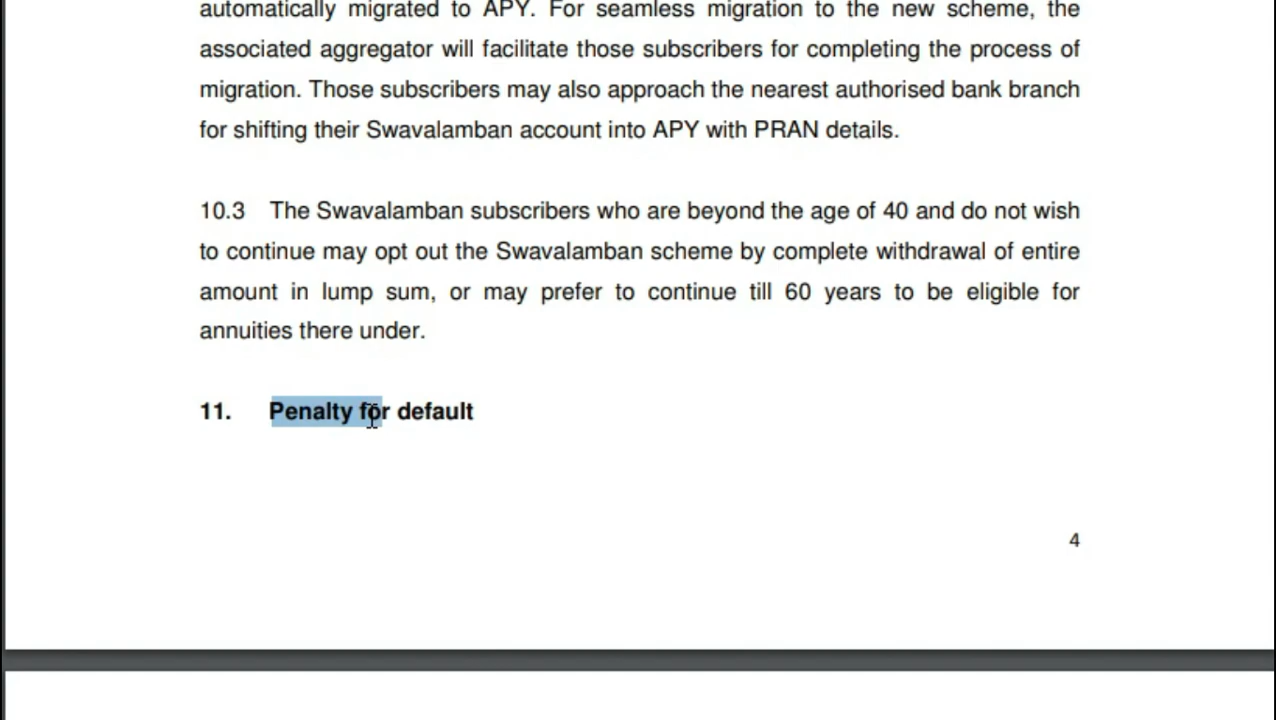 automatically migrated to APY. For seamless migration to the new scheme, the
associated aggregator will facilitate those subscribers for completing the process of
migration. Those subscribers may also approach the nearest authorised bank branch
for shifting their Swavalamban account into APY with PRAN details.
10.3 The Swavalamban subscribers who are beyond the age of 40 and do not wish
to continue may opt out the Swavalamban scheme by complete withdrawal of entire
amount in lump sum, or may prefer to continue till 60 years to be eligible for
annuities there under.
11. Penalty for default
4